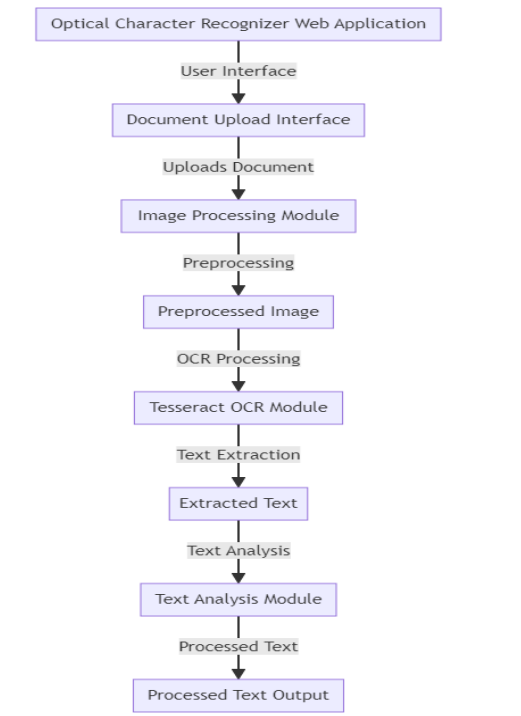 Optical Character Recognizer Web Application
User Interface
Document Upload Interface
Uploads Document
Image Processing Module
Preprocessing
Preprocessed Image
OCR Processing
Tesseract OCR Module
Text Extraction
Extracted Text
Text Analysis
Text Analysis Module
Processed Text
Processed Text Output